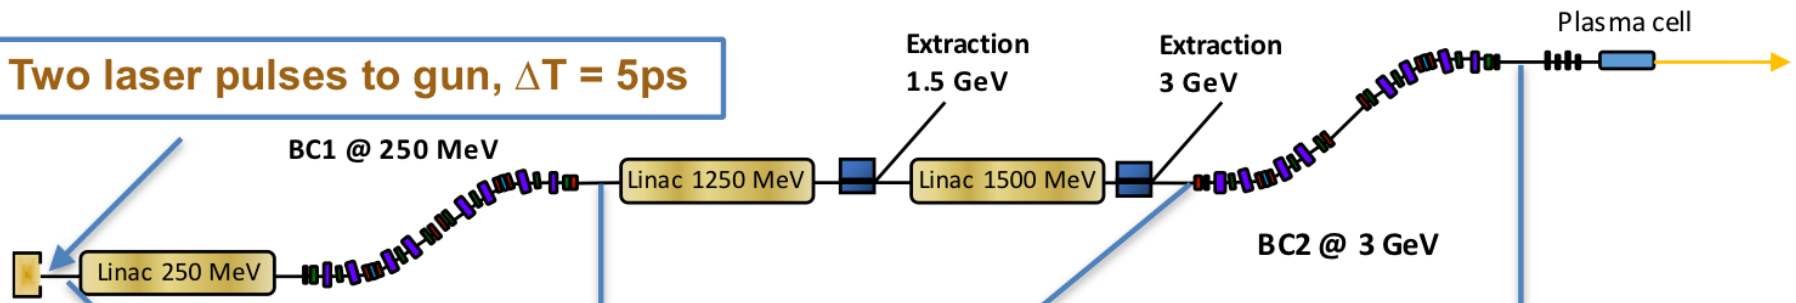 Plasma cell
Extraction
1.5 GeV
Extraction
3 GeV
Two laser pulses to gun, ΔT = 5ps
BC1 @ 250 MeV
Linac 1250 MeV
Linac 1500 MeV
BC2 @ 3 GeV
Linac 250 MeV